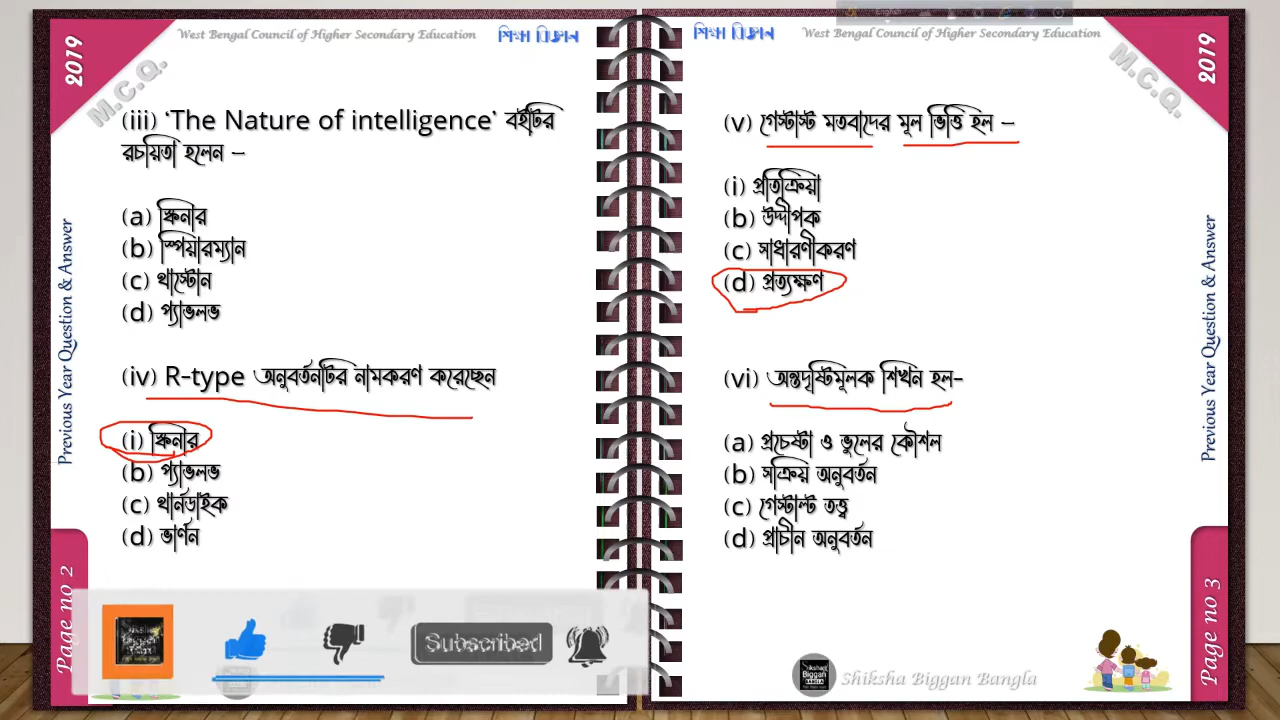 2019
M.C.Q.
West Bengal Council of Higher Secondary Education
শিক্ষা বিজ্ঞান
(iii) ‘The Nature of intelligence’ বইটির
রচয়িতা হলেন –
(a) স্কিনার
(b) স্পিয়ারম্যান
(c) থার্স্টোন
(d) প্যাভলভ
(iv) R-type অনুবর্তনটির নামকরণ করেছেন
(i) স্কিনার
(b) প্যাভলভ
(c) থর্নডাইক
(d) ভার্ণন
Previous Year Question & Answer
Page no 2
Subscribed
শিক্ষা বিজ্ঞান
West Bengal Council of Higher Secondary Education
2019
M.C.Q.
(v) গেস্টাল্ট মতবাদের মূল ভিত্তি হল –
(i) প্রতিক্রিয়া
(b) উদ্দীপক
(c) সাধারণীকরণ
(d) প্রত্যক্ষণ
(vi) অন্তদৃষ্টিমূলক শিখন হল-
(a) প্রচেষ্টা ও ভুলের কৌশল
(b) সক্রিয় অনুবর্তন
(c) গেস্টাল্ট তত্ত্ব
(d) প্রাচীন অনুবর্তন
Previous Year Question & Answer
Page no 3
Shiksha Biggan Bangla